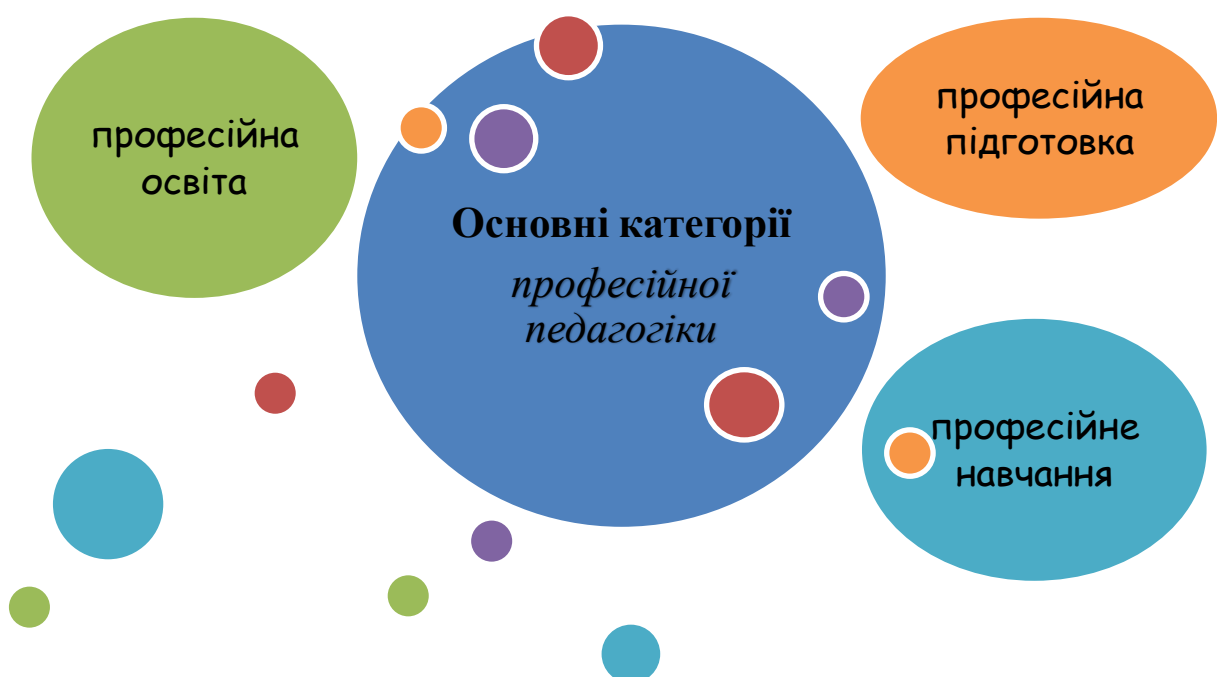 професійна
освіта
Основні категорії
професійної
педагогіки
професійна
підготовка
професійне
навчання